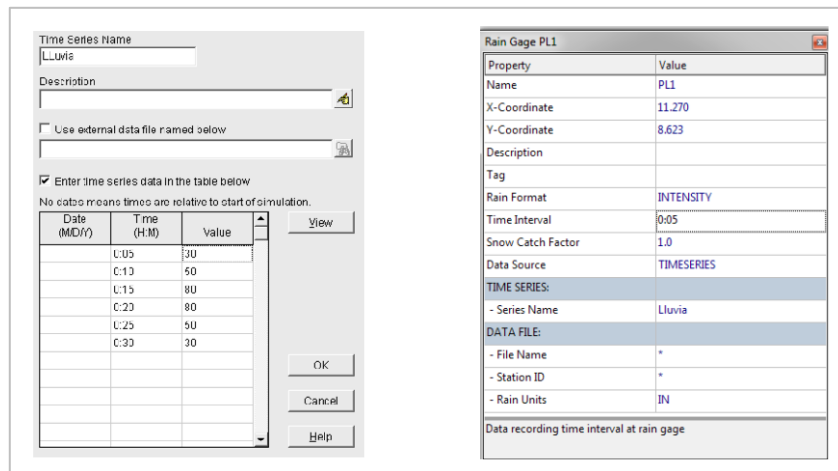 Time Series Name
LLuvia
Description
Use external data file named below
Enter time series data in the table below
No dates means times are relative to start of simulation.
Date (M/D/Y) Time (H:M) Value
0:05 30
0:10 50
0:15 80
0:20 80
0:25 50
0:30 30
View
OK
Cancel
Help
Rain Gage PL1
Property Value
Name PL1
X-Coordinate 11.270
Y-Coordinate 8.623
Description
Tag
Rain Format INTENSITY
Time Interval 0:05
Snow Catch Factor 1.0
Data Source TIMESERIES
TIME SERIES:
- Series Name Lluvia
DATA FILE:
- File Name *
- Station ID *
- Rain Units IN
Data recording time interval at rain gage